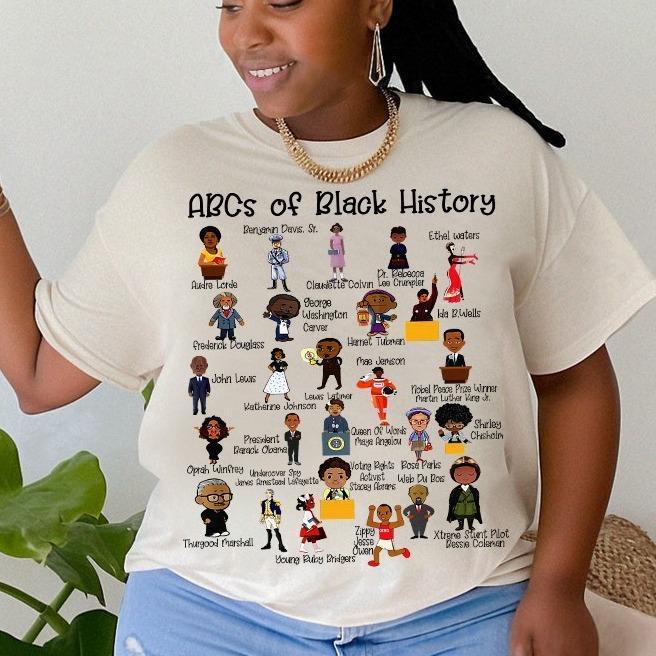 ABCs of Black History
Benjamin Davis, Sr.
Ethel waters
Audre Lorde
Claudette Colvin
Dr. Rebecca
Lee Crumpler
George
Washington
Carver
Ida B.Wells
Frederick Douglass
Harriet Tubman
Mae Jemison
John Lewis
Katherine Johnson
Lewis Latimer
Nobel Peace Prize Winner
Martin Luther King Jr.
President
Barack Obama
Queen Of Words
Maya Angelou
Shirley
Chisholm
Oprah Winfrey
Undercover Spy
James Armstead Lafayette
Voting Rights
Activist
Stacey Abrams
Rosa Parks
Web Du Bois
Thurgood Marshall
Young Ruby Bridgers
Zippy
Jesse
Owen
Xtreme Stunt Pilot
Bessie Coleman